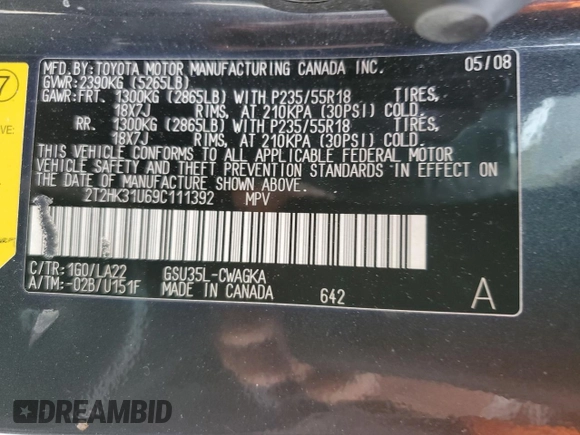 MFD.BY:TOYOTA MOTOR MANUFACTURING CANADA INC. 05/08
GVWR:2390KG (5265LB)
GAWR:FRT. 1300KG (2865LB) WITH P235/55R18 TIRES,
18X7J RIMS, AT 210KPA (30PSI) COLD.
RR. 1300KG (2865LB) WITH P235/55R18 TIRES,
18X7J RIMS, AT 210KPA (30PSI) COLD.
THIS VEHICLE CONFORMS TO ALL APPLICABLE FEDERAL MOTOR
VEHICLE SAFETY AND THEFT PREVENTION STANDARDS IN EFFECT ON
THE DATE OF MANUFACTURE SHOWN ABOVE.
2T2HK31U69C111392 MPV
C/TR:1G0/LA22 GSU35L-CWAGKA
A/TM:-02B/U151F MADE IN CANADA 642 A
7
VE:
DREAMBID